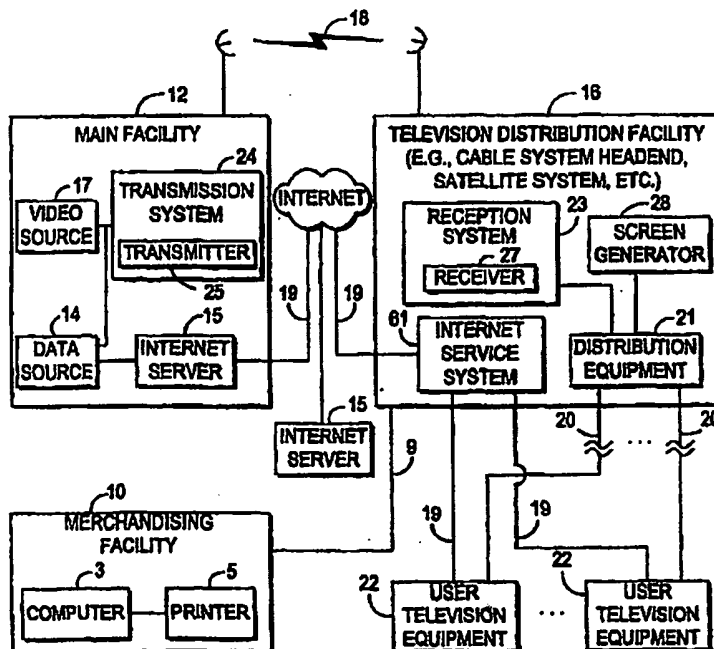 18
12
16
MAIN FACILITY
24
17
VIDEO
SOURCE
TRANSMISSION
SYSTEM
TRANSMITTER
25
14
15
DATA
SOURCE
INTERNET
SERVER
INTERNET
19
19
15
INTERNET
SERVER
TELEVISION DISTRIBUTION FACILITY
(E.G., CABLE SYSTEM HEADEND,
SATELLITE SYSTEM, ETC.)
RECEPTION
SYSTEM
23
27
RECEIVER
28
SCREEN
GENERATOR
61
INTERNET
SERVICE
SYSTEM
21
DISTRIBUTION
EQUIPMENT
20
...
20
9
10
MERCHANDISING
FACILITY
3
5
COMPUTER
PRINTER
19
19
22
USER
TELEVISION
EQUIPMENT
...
22
USER
TELEVISION
EQUIPMENT